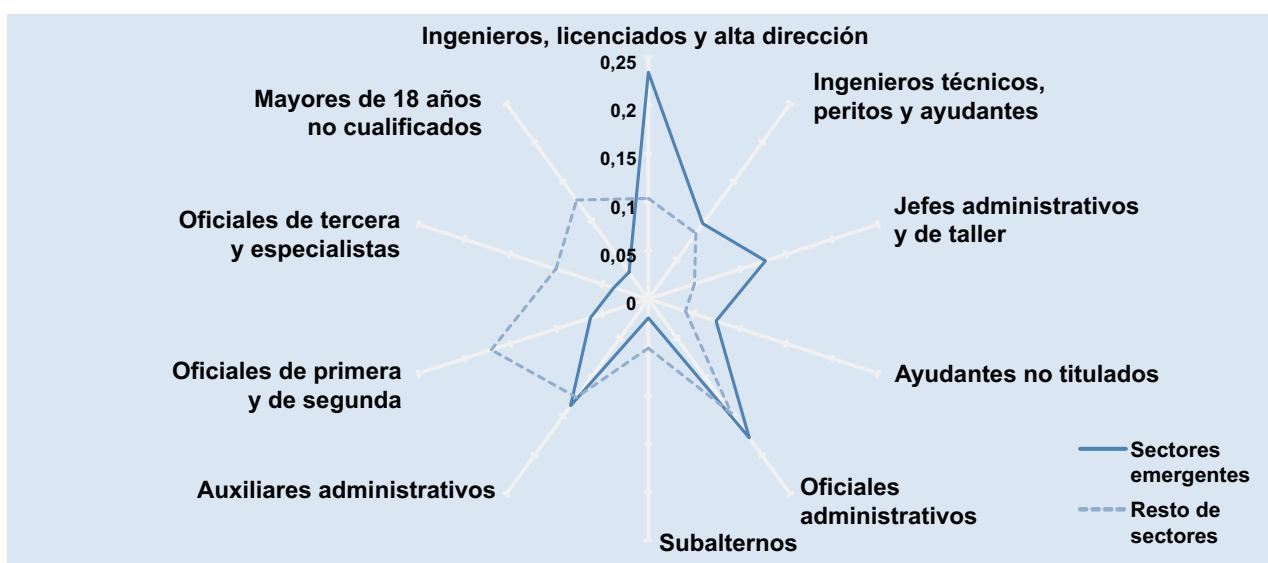 Ingenieros, licenciados y alta dirección
0,25
0,2
0,15
0,1
0,05
0
Ingenieros técnicos,
peritos y ayudantes
Jefes administrativos
y de taller
Ayudantes no titulados
Oficiales
administrativos
Subalternos
Auxiliares administrativos
Oficiales de primera
y de segunda
Oficiales de tercera
y especialistas
Mayores de 18 años
no cualificados
Sectores
emergentes
Resto de
sectores